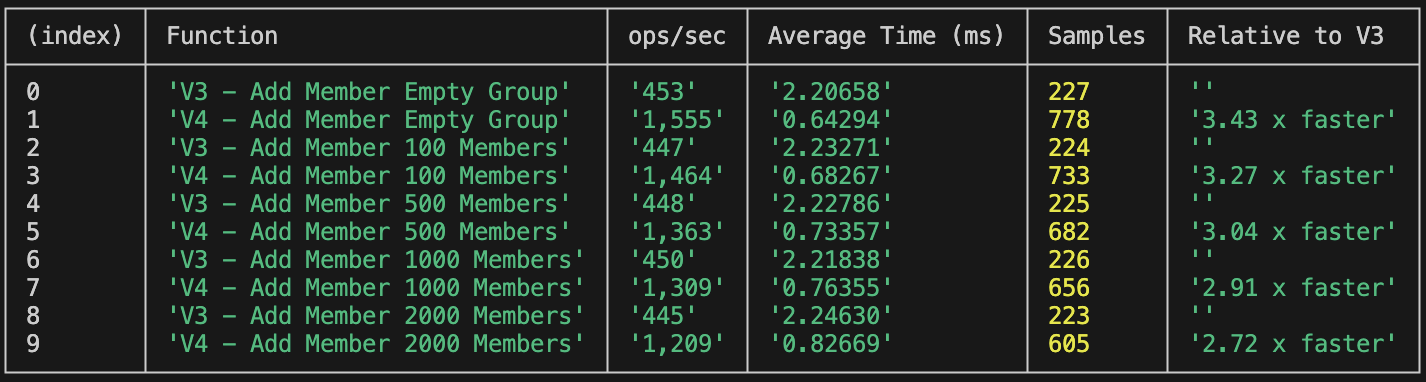 (index) Function ops/sec Average Time (ms) Samples Relative to V3
0 'V3 – Add Member Empty Group' '453' '2.20658' 227 ''
1 'V4 – Add Member Empty Group' '1,555' '0.64294' 778 '3.43 x faster'
2 'V3 – Add Member 100 Members' '447' '2.23271' 224 ''
3 'V4 – Add Member 100 Members' '1,464' '0.68267' 733 '3.27 x faster'
4 'V3 – Add Member 500 Members' '448' '2.22786' 225 ''
5 'V4 – Add Member 500 Members' '1,363' '0.73357' 682 '3.04 x faster'
6 'V3 – Add Member 1000 Members' '450' '2.21838' 226 ''
7 'V4 – Add Member 1000 Members' '1,309' '0.76355' 656 '2.91 x faster'
8 'V3 – Add Member 2000 Members' '445' '2.24630' 223 ''
9 'V4 – Add Member 2000 Members' '1,209' '0.82669' 605 '2.72 x faster'